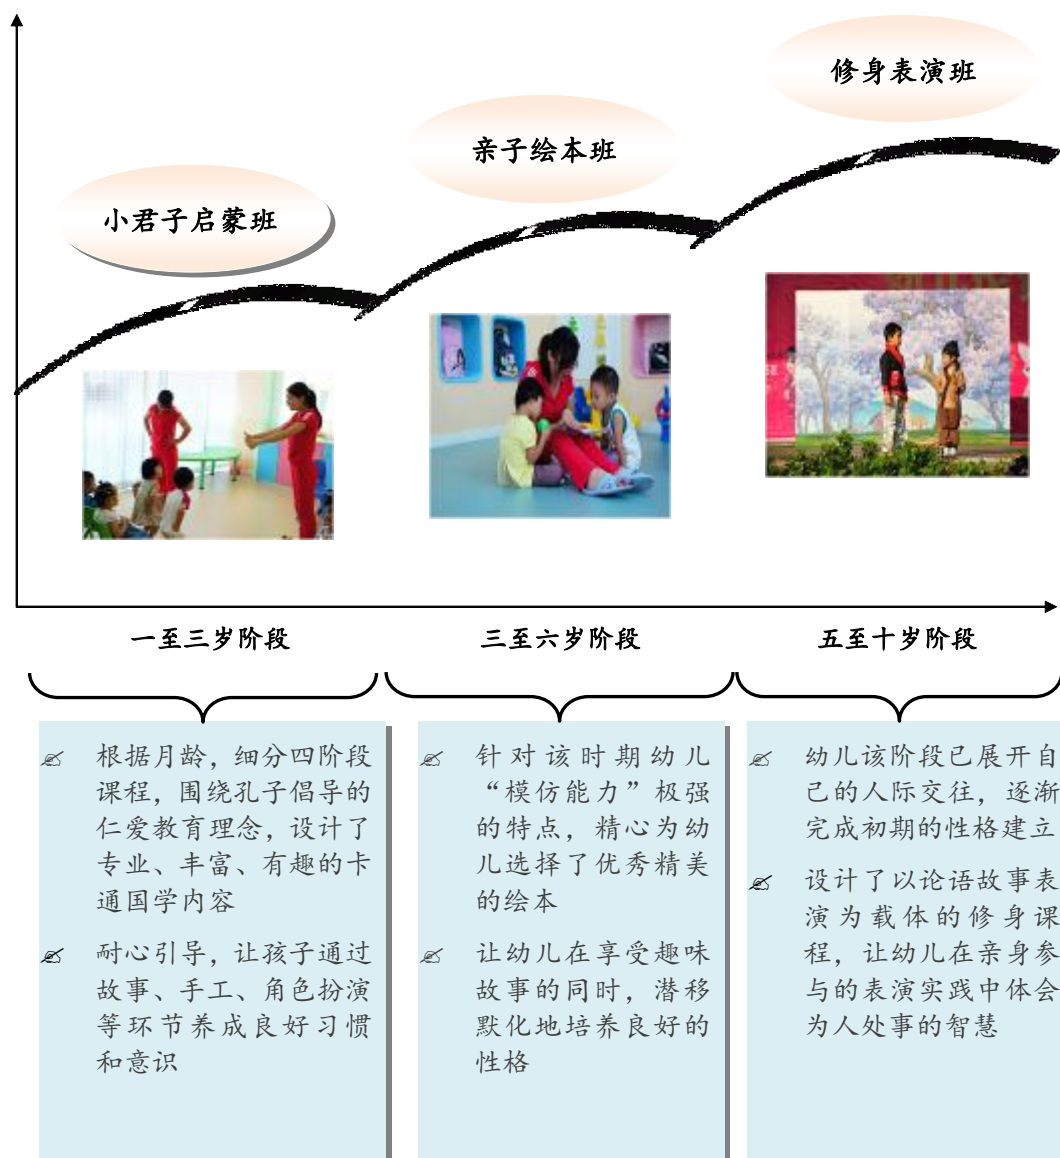 修身表演班
亲子绘本班
小君子启蒙班
一至三岁阶段
三至六岁阶段
五至十岁阶段
根据月龄，细分四阶段
课程，围绕孔子倡导的
仁爱教育理念，设计了
专业、丰富、有趣的卡
通国学内容
耐心引导，让孩子通过
故事、手工、角色扮演
等环节养成良好习惯
和意识
针对该时期幼儿
“模仿能力”极强
的特点，精心为幼
儿选择了优秀精美
的绘本
让幼儿在享受趣味
故事的同时，潜移
默化地培养良好的
性格
幼儿该阶段已展开自
己的人际交往，逐渐
完成初期的性格建立
设计了以论语故事表
演为载体的修身课
程，让幼儿在亲身参
与的表演实践中体会
为人处事的智慧